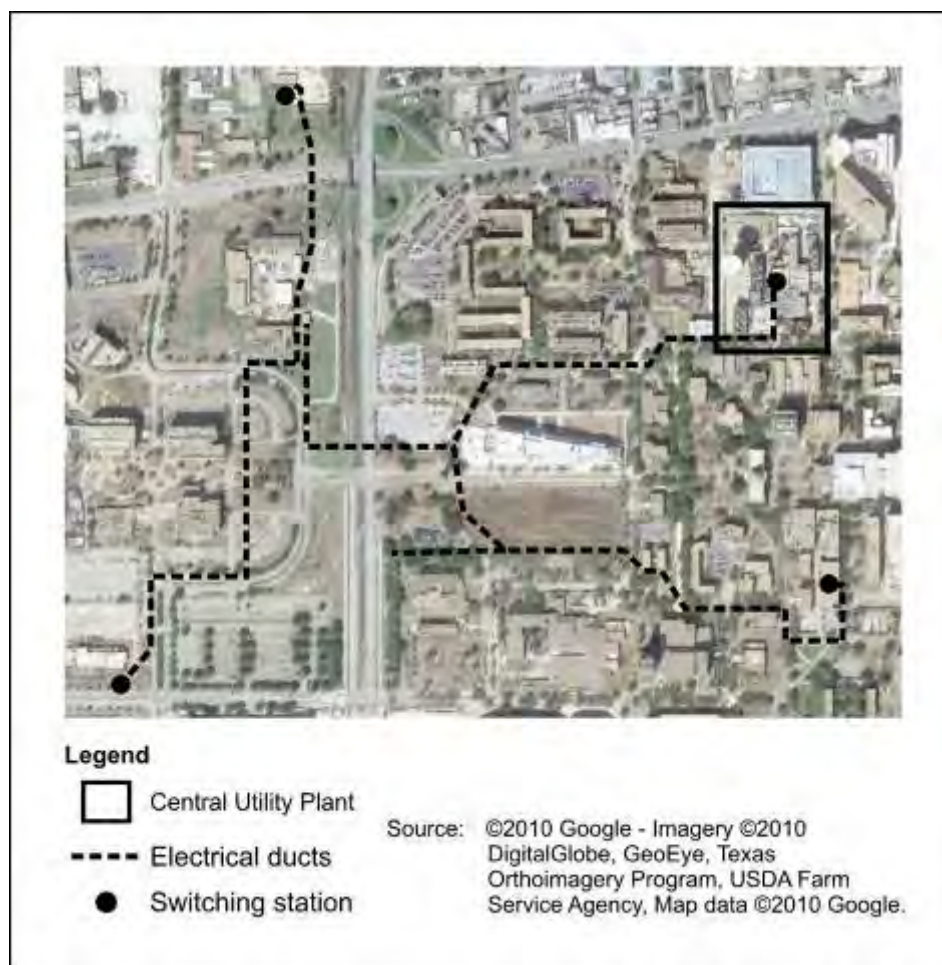 Legend
Central Utility Plant
Electrical ducts
Switching station
Source: ©2010 Google - Imagery ©2010
DigitalGlobe, GeoEye, Texas
Orthoimagery Program, USDA Farm
Service Agency, Map data ©2010 Google.